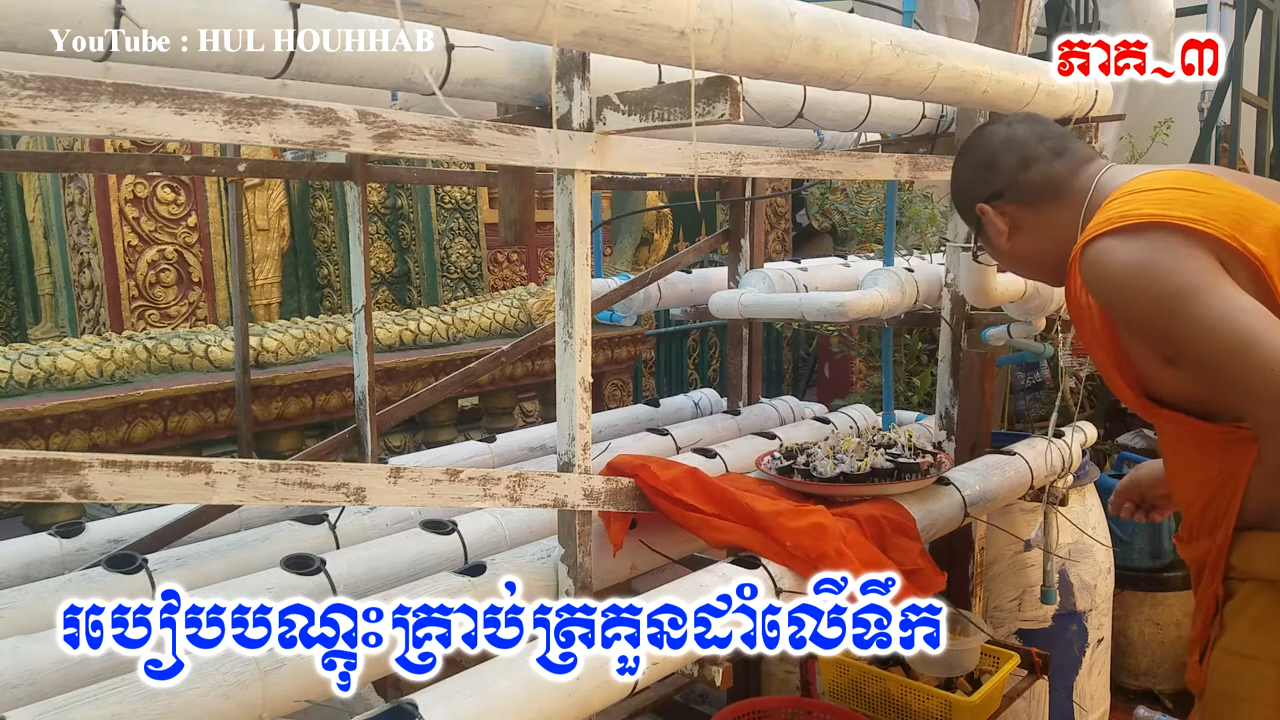 YouTube : HUL HOUHHAB
ភាគ~៣
របៀបបណ្ដុះគ្រាប់ត្រកួនដាំលើទឹក